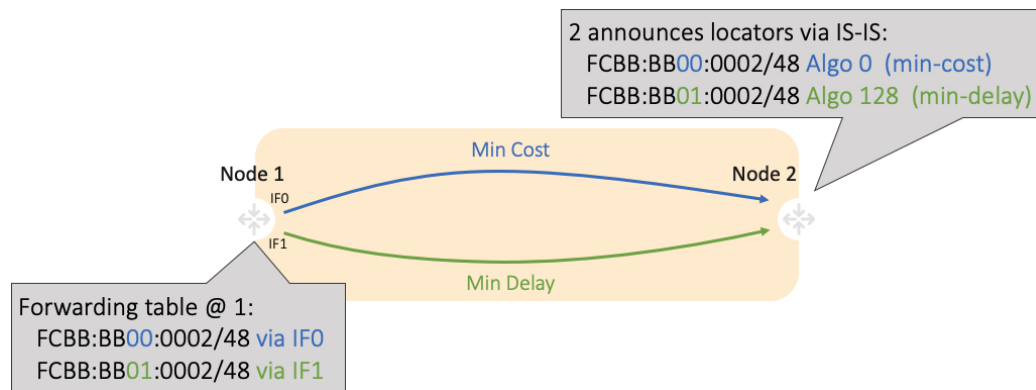 2 announces locators via IS-IS:
FCBB:BB00:0002/48 Algo 0 (min-cost)
FCBB:BB01:0002/48 Algo 128 (min-delay)
Min Cost
Node 1
Node 2
IF0
IF1
Min Delay
Forwarding table @ 1:
FCBB:BB00:0002/48 via IF0
FCBB:BB01:0002/48 via IF1